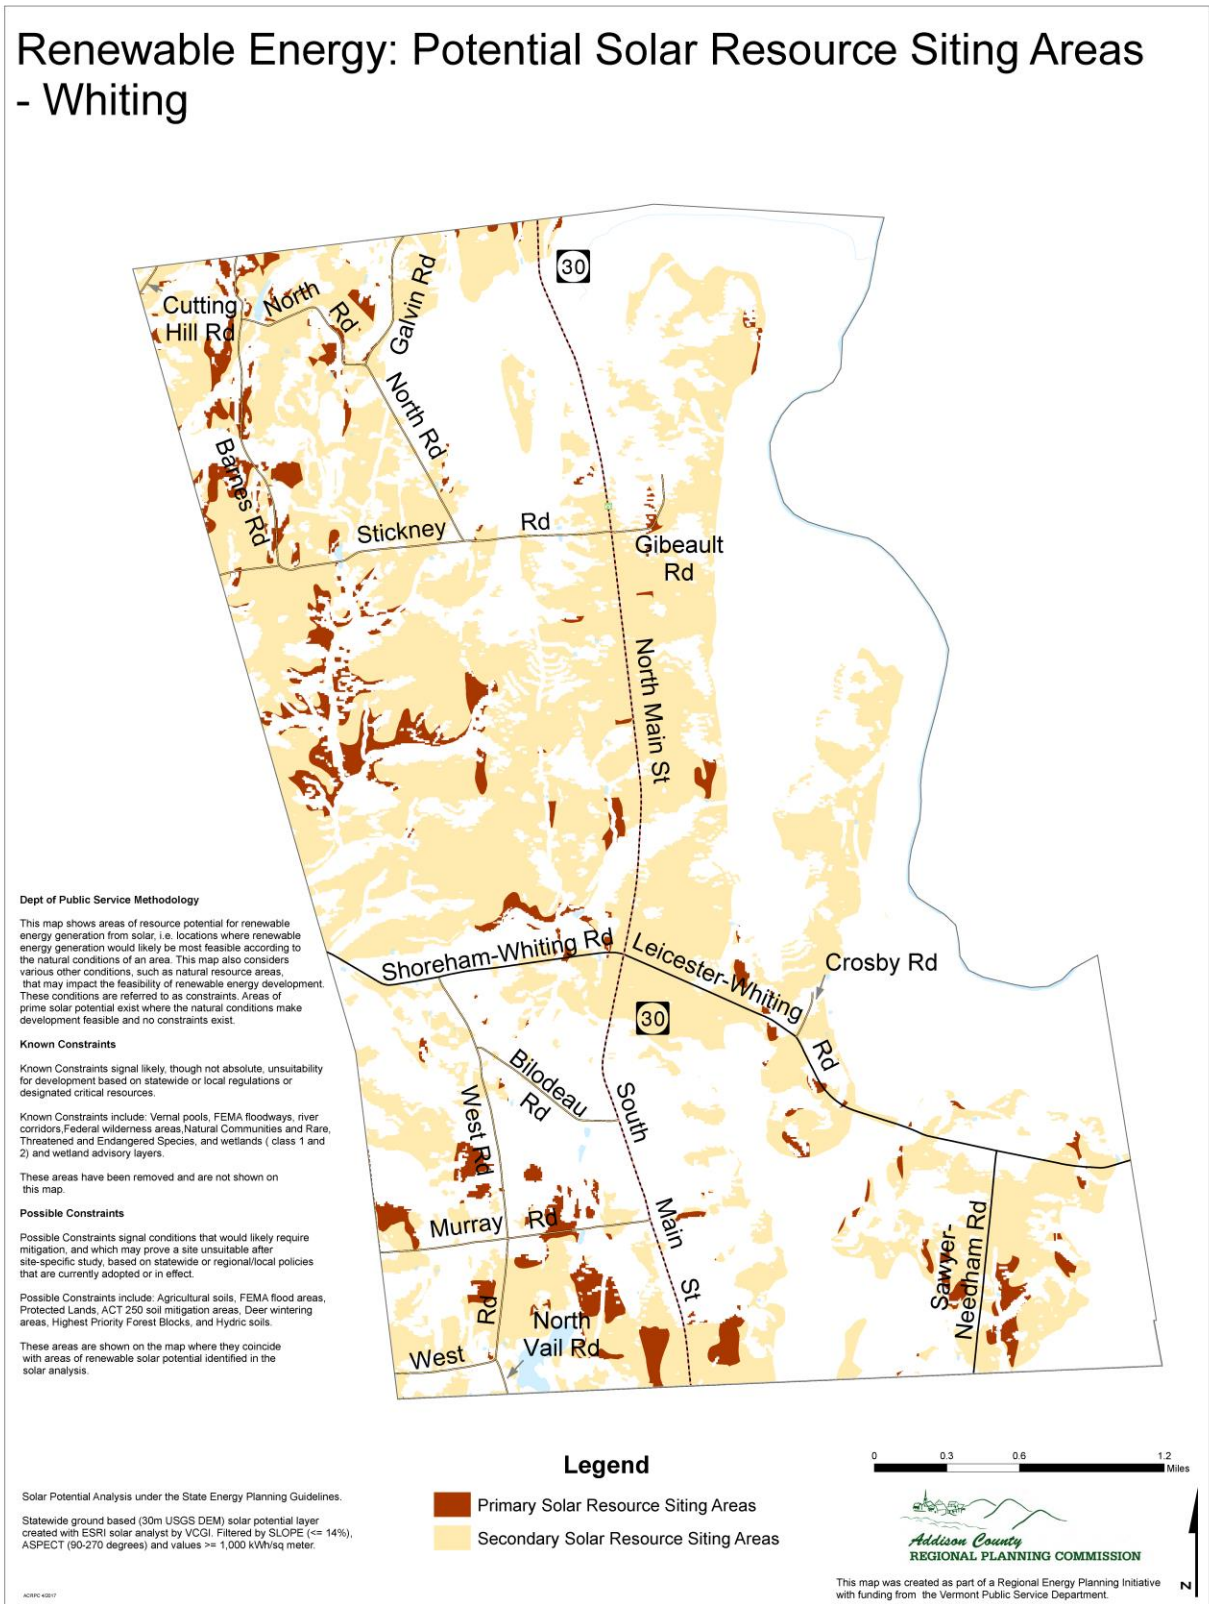 Renewable Energy: Potential Solar Resource Siting Areas
- Whiting
30
Cutting
Hill Rd
North
Rd
Galvin Rd
North Rd
Barnes Rd
Stickney
Rd
Gibeault
Rd
North Main St
Dept of Public Service Methodology
This map shows areas of resource potential for renewable
energy generation from solar, i.e. locations where renewable
energy generation would likely be most feasible according to
the natural conditions of an area. This map also considers
various other conditions, such as natural resource areas,
that may impact the feasibility of renewable energy development.
These conditions are referred to as constraints. Areas of
prime solar potential exist where the natural conditions make
development feasible and no constraints exist.
Known Constraints
Known Constraints signal likely, though not absolute, unsuitability
for development based on statewide or local regulations or
designated critical resources.
Known Constraints include: Vernal pools, FEMA floodways, river
corridors,Federal wilderness areas,Natural Communities and Rare,
Threatened and Endangered Species, and wetlands ( class 1 and
2) and wetland advisory layers.
These areas have been removed and are not shown on
this map.
Possible Constraints
Possible Constraints signal conditions that would likely require
mitigation, and which may prove a site unsuitable after
site-specific study, based on statewide or regional/local policies
that are currently adopted or in effect.
Possible Constraints include: Agricultural soils, FEMA flood areas,
Protected Lands, ACT 250 soil mitigation areas, Deer wintering
areas, Highest Priority Forest Blocks, and Hydric soils.
These areas are shown on the map where they coincide
with areas of renewable solar potential identified in the
solar analysis.
Shoreham-Whiting Rd
Leicester-Whiting
Rd
Crosby Rd
30
Bilodeau
Rd
West Rd
South
Main
St
Murray
Rd
Rd
West
North
Vail Rd
Sawyer-
Needham Rd
Legend
Primary Solar Resource Siting Areas
Secondary Solar Resource Siting Areas
0 0.3 0.6 1.2
Miles
Solar Potential Analysis under the State Energy Planning Guidelines.
Statewide ground based (30m USGS DEM) solar potential layer
created with ESRI solar analyst by VCGI. Filtered by SLOPE (<= 14%),
ASPECT (90-270 degrees) and values >= 1,000 kWh/sq meter.
Addison County
REGIONAL PLANNING COMMISSION
This map was created as part of a Regional Energy Planning Initiative
with funding from the Vermont Public Service Department.
N
ACRPC 4/2017